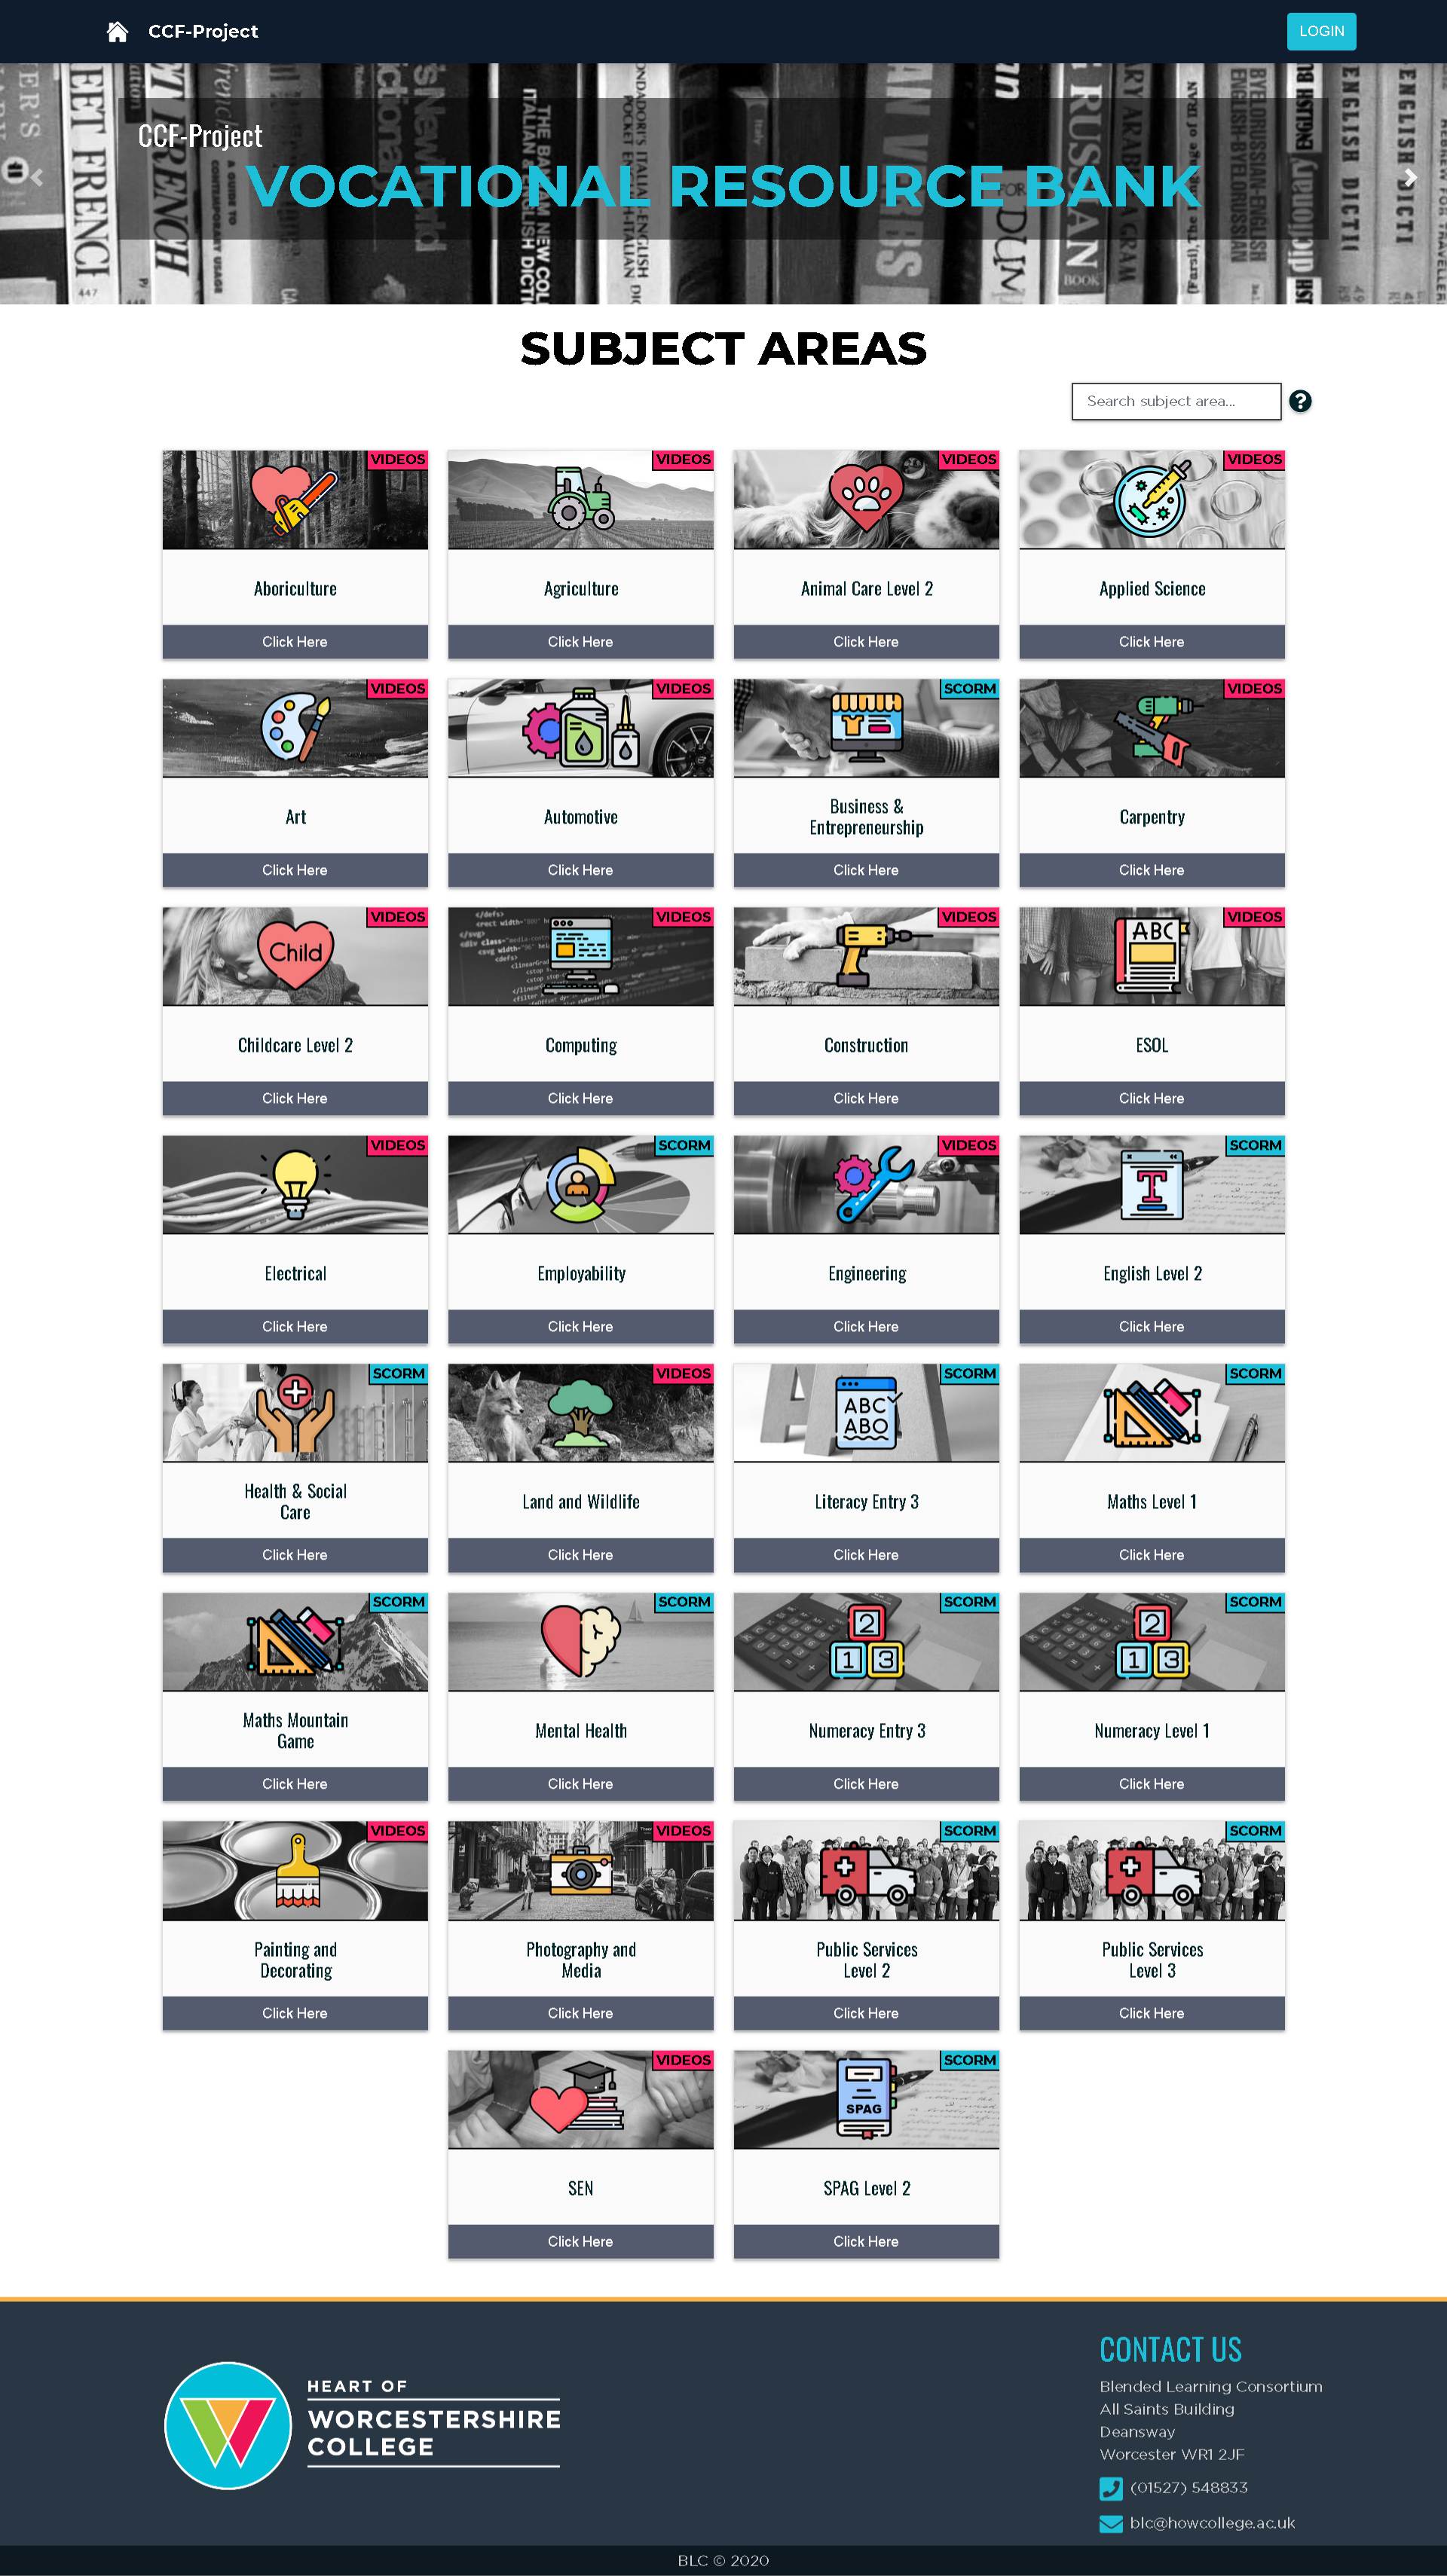 CCF-Project
LOGIN
CCF-Project
VOCATIONAL RESOURCE BANK
SUBJECT AREAS
Search subject area...
?
VIDEOS
VIDEOS
VIDEOS
VIDEOS
Aboriculture
Agriculture
Animal Care Level 2
Applied Science
Click Here
Click Here
Click Here
Click Here
VIDEOS
VIDEOS
SCORM
VIDEOS
Art
Automotive
Business &
Entrepreneurship
Carpentry
Click Here
Click Here
Click Here
Click Here
VIDEOS
VIDEOS
VIDEOS
VIDEOS
Child
ABC
Childcare Level 2
Computing
Construction
ESOL
Click Here
Click Here
Click Here
Click Here
VIDEOS
SCORM
VIDEOS
SCORM
T
Electrical
Employability
Engineering
English Level 2
Click Here
Click Here
Click Here
Click Here
SCORM
VIDEOS
SCORM
SCORM
A
ABC
ABO
Health & Social
Care
Land and Wildlife
Literacy Entry 3
Maths Level 1
Click Here
Click Here
Click Here
Click Here
SCORM
SCORM
SCORM
SCORM
2
1 3
2
1 3
Maths Mountain
Game
Mental Health
Numeracy Entry 3
Numeracy Level 1
Click Here
Click Here
Click Here
Click Here
VIDEOS
VIDEOS
SCORM
SCORM
Painting and
Decorating
Photography and
Media
Public Services
Level 2
Public Services
Level 3
Click Here
Click Here
Click Here
Click Here
VIDEOS
SCORM
SPAG
SEN
SPAG Level 2
Click Here
Click Here
HEART OF
WORCESTERSHIRE
COLLEGE
CONTACT US
Blended Learning Consortium
All Saints Building
Deansway
Worcester WR1 2JF
(01527) 548833
blc@howcollege.ac.uk
BLC © 2020